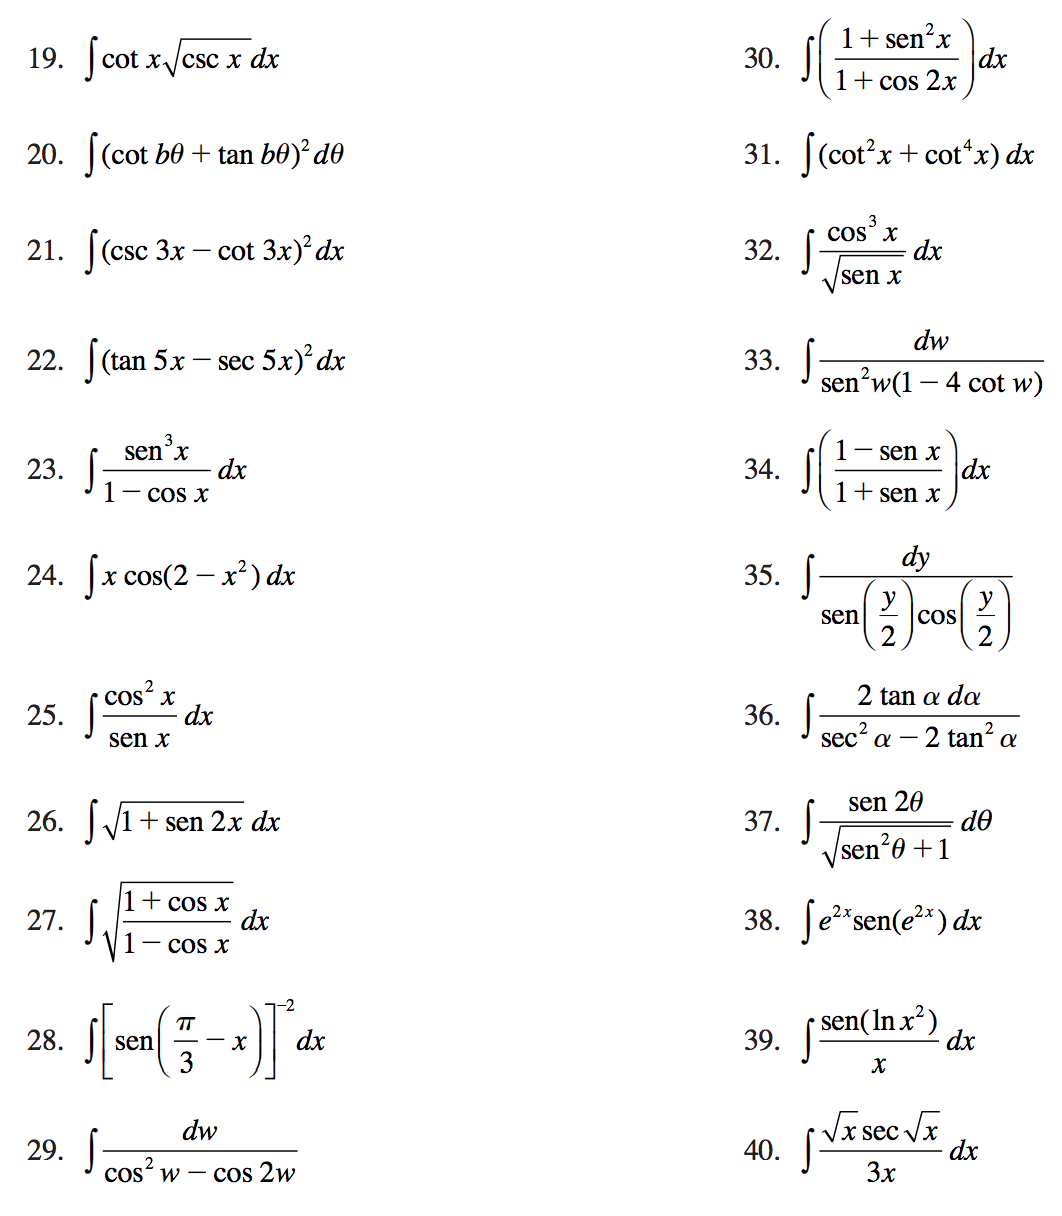 19. ∫cot x√(csc x) dx
20. ∫(cot bθ + tan bθ)² dθ
21. ∫(csc 3x – cot 3x)² dx
22. ∫(tan 5x – sec 5x)² dx
23. ∫ sen³x / (1 – cos x) dx
24. ∫x cos(2 – x²) dx
25. ∫ cos² x / sen x dx
26. ∫√(1 + sen 2x) dx
27. ∫√((1 + cos x) / (1 – cos x)) dx
28. ∫[sen(π/3 – x)]⁻² dx
29. ∫ dw / (cos² w – cos 2w)
30. ∫((1 + sen²x) / (1 + cos 2x)) dx
31. ∫(cot²x + cot⁴x) dx
32. ∫ cos³ x / √(sen x) dx
33. ∫ dw / (sen²w(1 – 4 cot w))
34. ∫((1 – sen x) / (1 + sen x)) dx
35. ∫ dy / (sen(y/2)cos(y/2))
36. ∫ 2 tan α dα / (sec² α – 2 tan² α)
37. ∫ sen 2θ / √(sen²θ + 1) dθ
38. ∫e²ˣsen(e²ˣ) dx
39. ∫ sen(ln x²) / x dx
40. ∫ √x sec √x / 3x dx